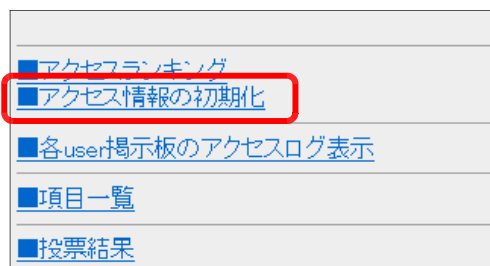 ■アクセスランキング
■アクセス情報の初期化
■各user掲示板のアクセスログ表示
■項目一覧
■投票結果